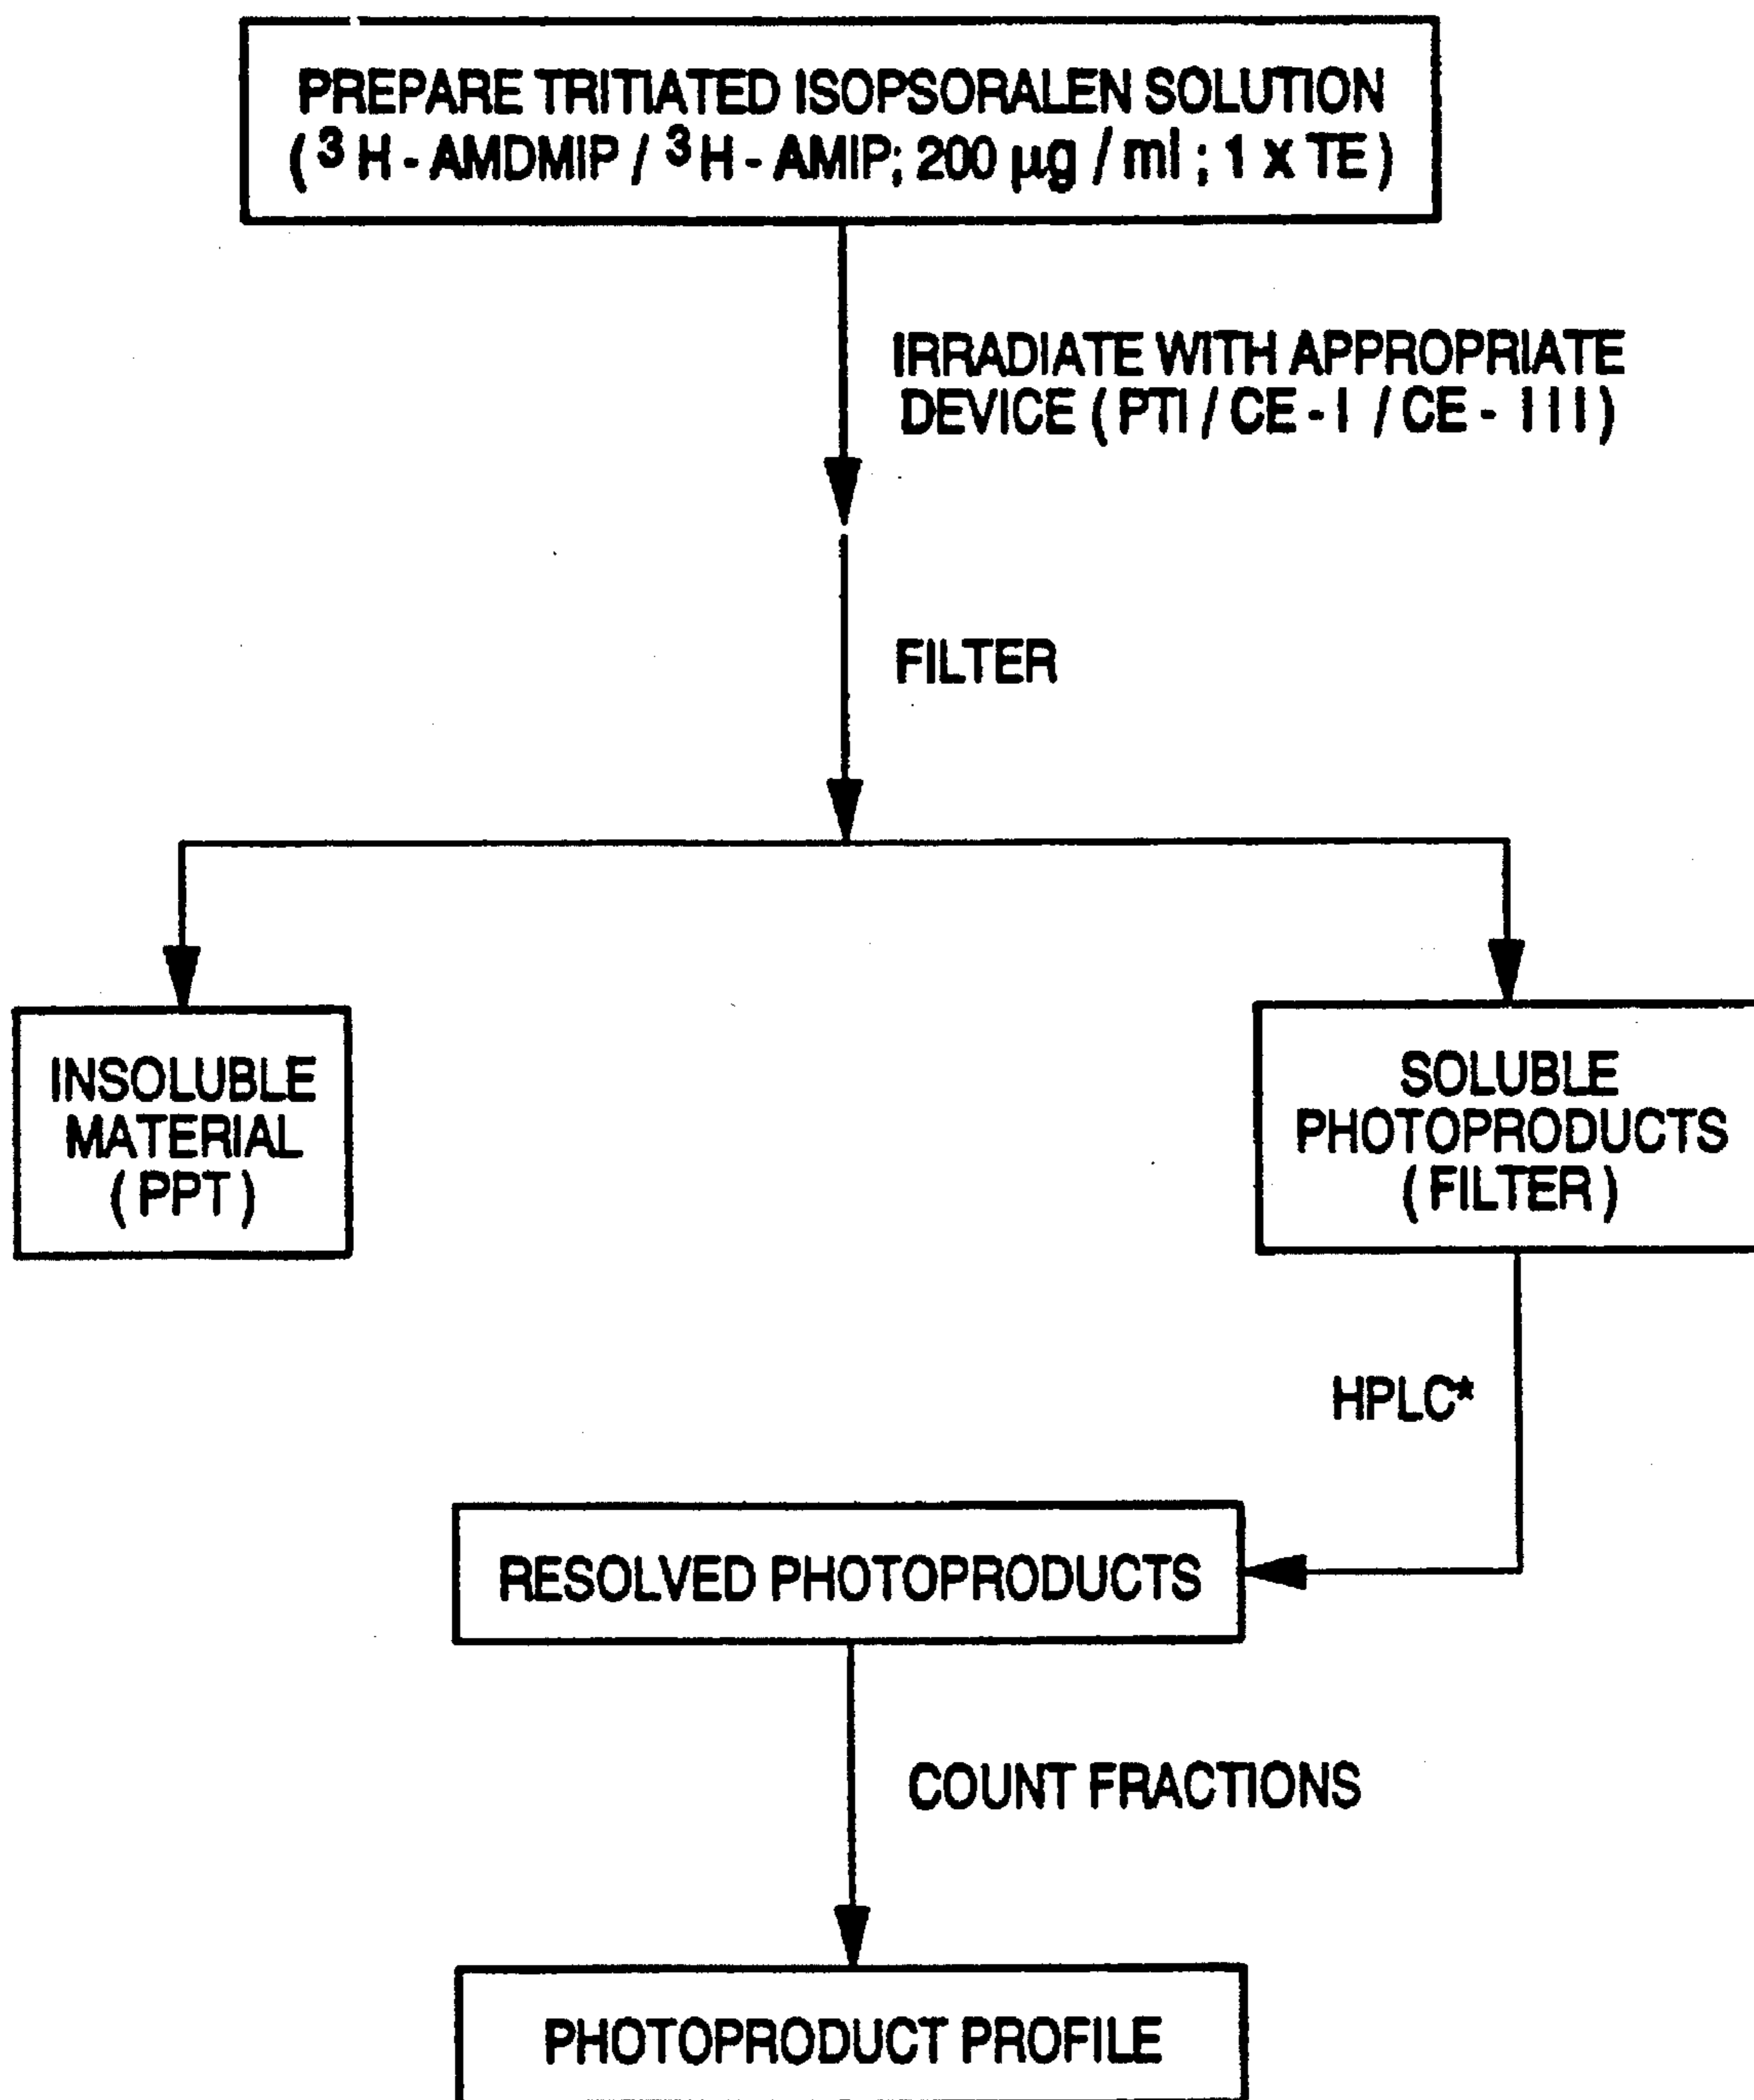 PREPARE TRITIATED ISOPSORALEN SOLUTION
( ³H - AMDMIP / ³H - AMIP; 200 µg / ml ; 1 x TE )
IRRADIATE WITH APPROPRIATE
DEVICE ( PTI / CE - I / CE - III )
FILTER
INSOLUBLE
MATERIAL
( PPT )
SOLUBLE
PHOTOPRODUCTS
( FILTER )
HPLC*
RESOLVED PHOTOPRODUCTS
COUNT FRACTIONS
PHOTOPRODUCT PROFILE